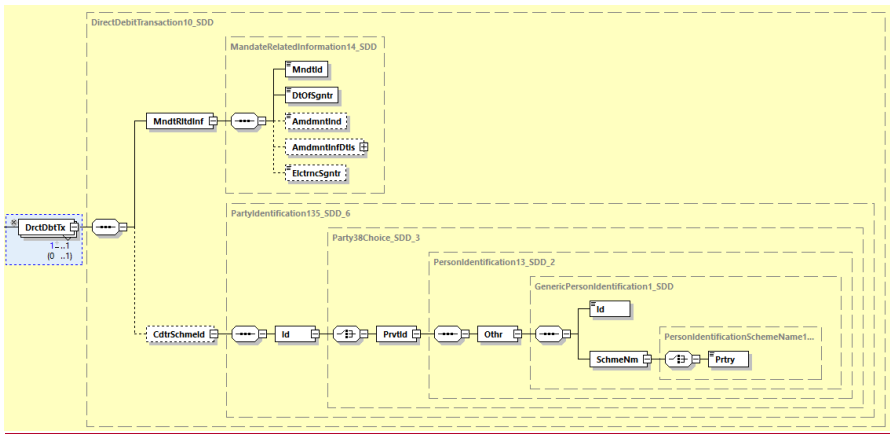 DirectDebitTransaction10_SDD
MandateRelatedInformation14_SDD
MndtId
DtOfSgntr
MndtRltdInf
AmdmntInd
AmdmntInfDtls
ElctrncSgntr
PartyIdentification135_SDD_6
DrctDbtTx
1..1
(0 ..1)
Party38Choice_SDD_3
PersonIdentification13_SDD_2
GenericPersonIdentification1_SDD
Id
CdtrSchmeId
Id
PrvtId
Othr
PersonIdentificationSchemeName1...
SchmeNm
Prtry